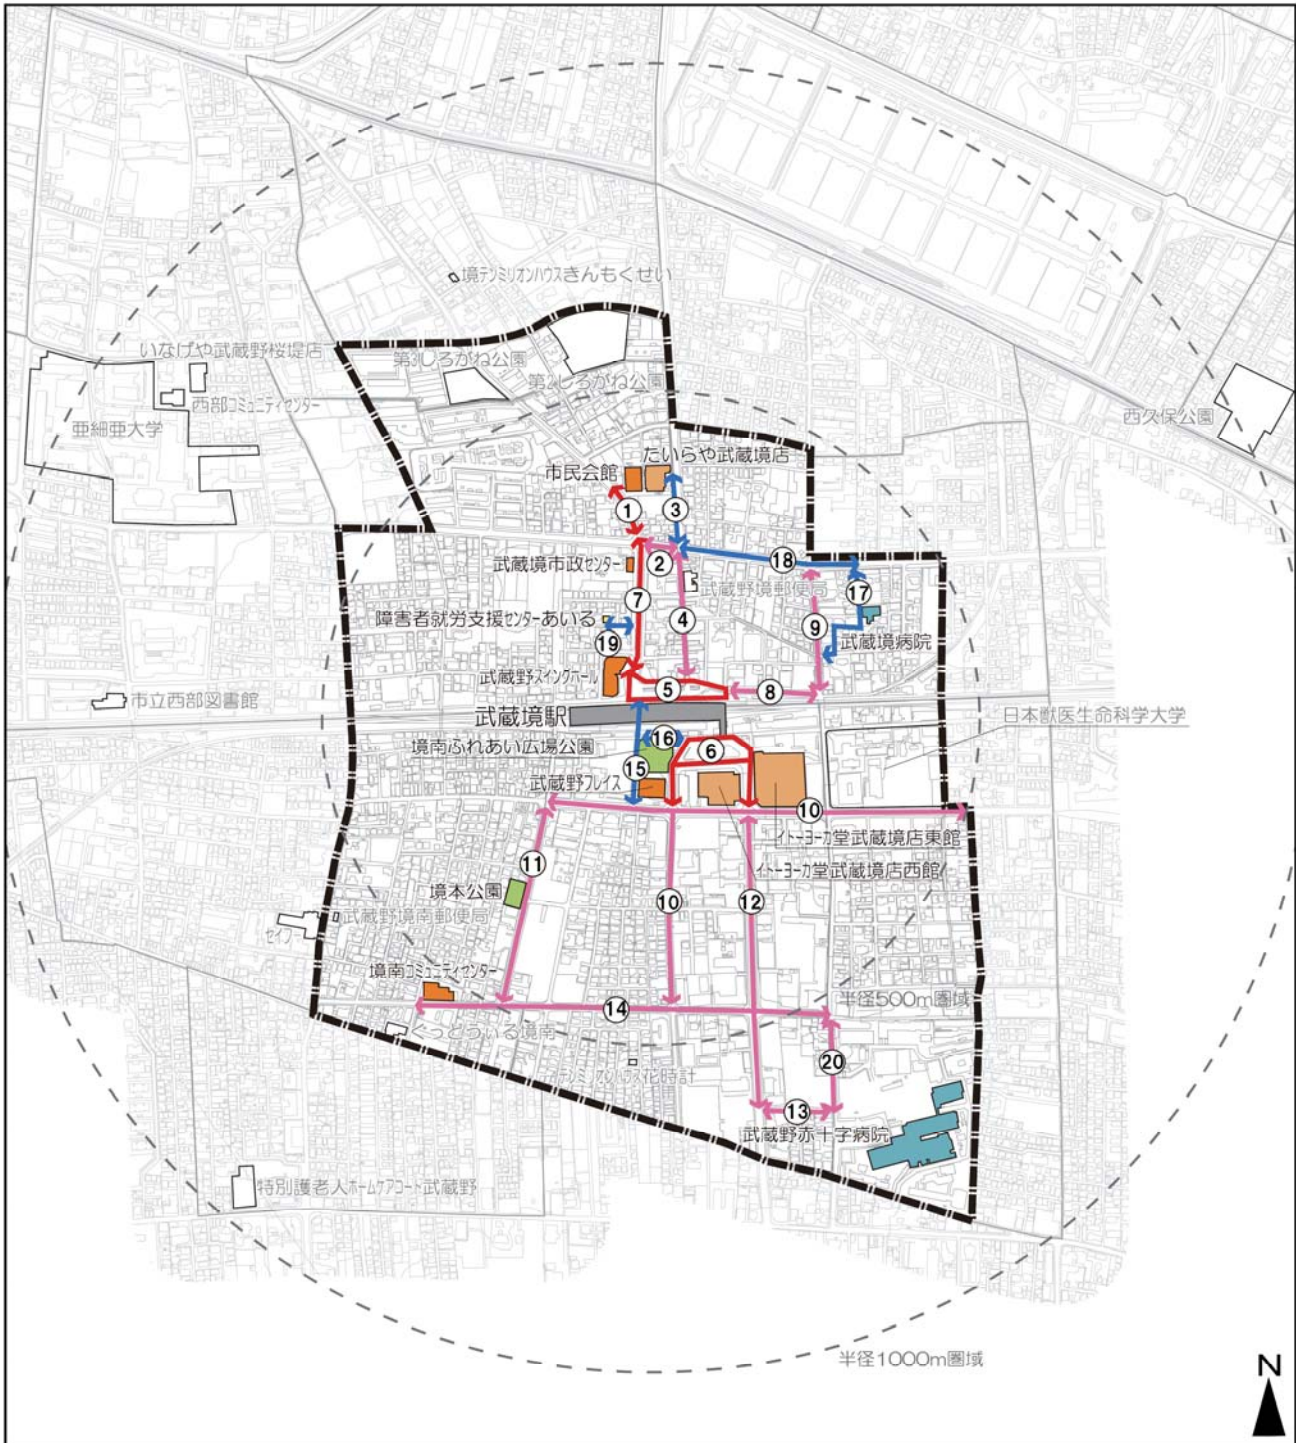 境テンミリオンハウスきんもくせい
いなげや武蔵野桜堤店
第3しろがね公園
第2しろがね公園
西部コミュニティセンター
亜細亜大学
西久保公園
たいらや武蔵境店
市民会館
1
3
2
18
武蔵境市政センター
武蔵野境郵便局
17
7
障害者就労支援センターあいる
4
9
19
武蔵境病院
武蔵野スイングホール
5
8
市立西部図書館
武蔵境駅
日本獣医生命科学大学
境南ふれあい広場公園
16
6
15
武蔵野プレイス
10
イトーヨーカ堂武蔵境店東館
11
イトーヨーカ堂武蔵境店西館
境本公園
10
12
武蔵野境南郵便局
セイフー
境南コミュニティセンター
半径500m圏域
14
ぐっどうぃる境南
20
テンミリオンハウス花時計
13
武蔵野赤十字病院
特別護老人ホームケアコート武蔵野
半径1000m圏域
N